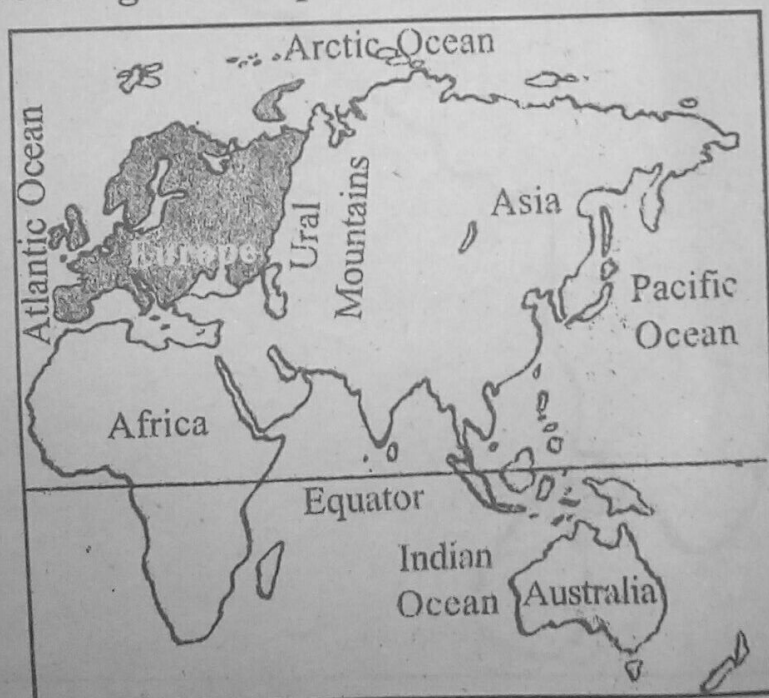 Arctic Ocean
Atlantic Ocean
Europe
Ural
Mountains
Asia
Pacific
Ocean
Africa
Equator
Indian
Ocean
Australia